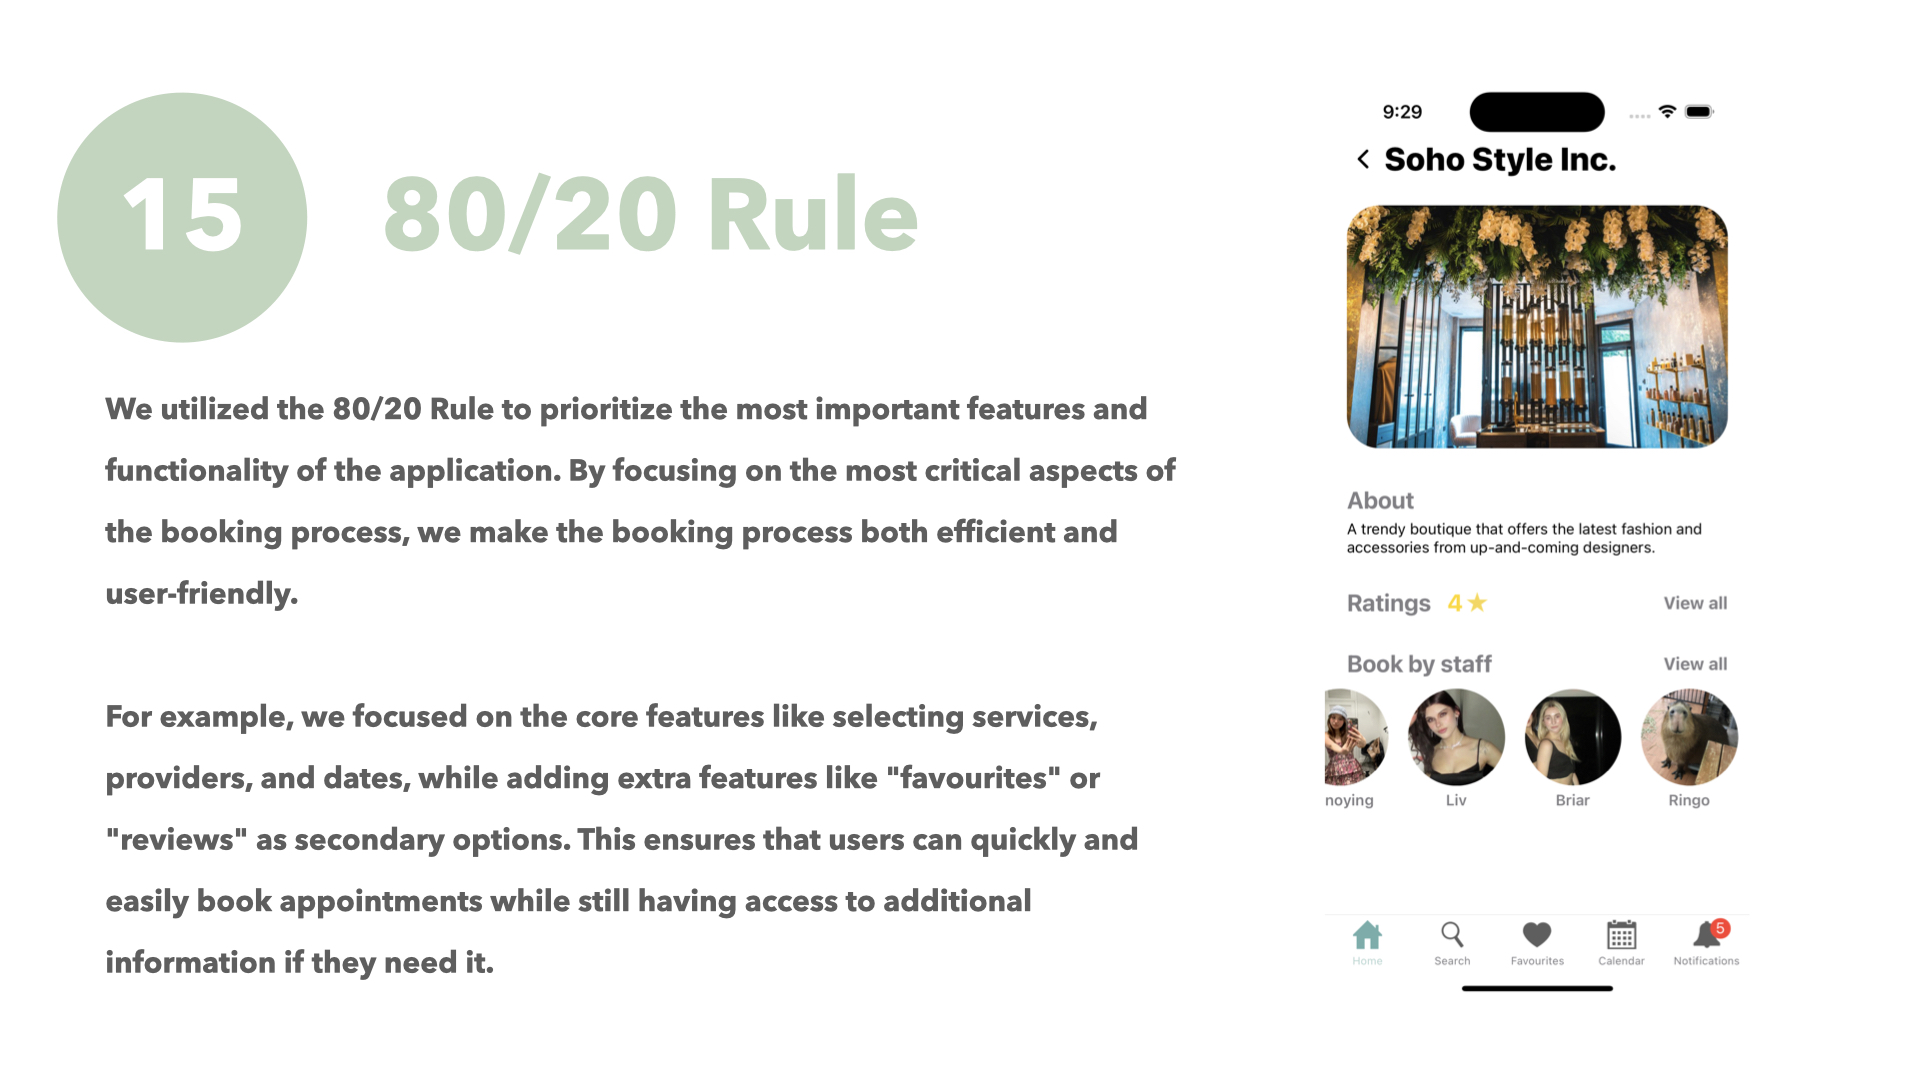 15
80/20 Rule
We utilized the 80/20 Rule to prioritize the most important features and
functionality of the application. By focusing on the most critical aspects of
the booking process, we make the booking process both efficient and
user-friendly.
For example, we focused on the core features like selecting services,
providers, and dates, while adding extra features like "favourites" or
"reviews" as secondary options. This ensures that users can quickly and
easily book appointments while still having access to additional
information if they need it.
9:29
Soho Style Inc.
About
A trendy boutique that offers the latest fashion and
accessories from up-and-coming designers.
Ratings 4 ★ View all
Book by staff View all
noying Liv Briar Ringo
5
Home Search Favourites Calendar Notifications